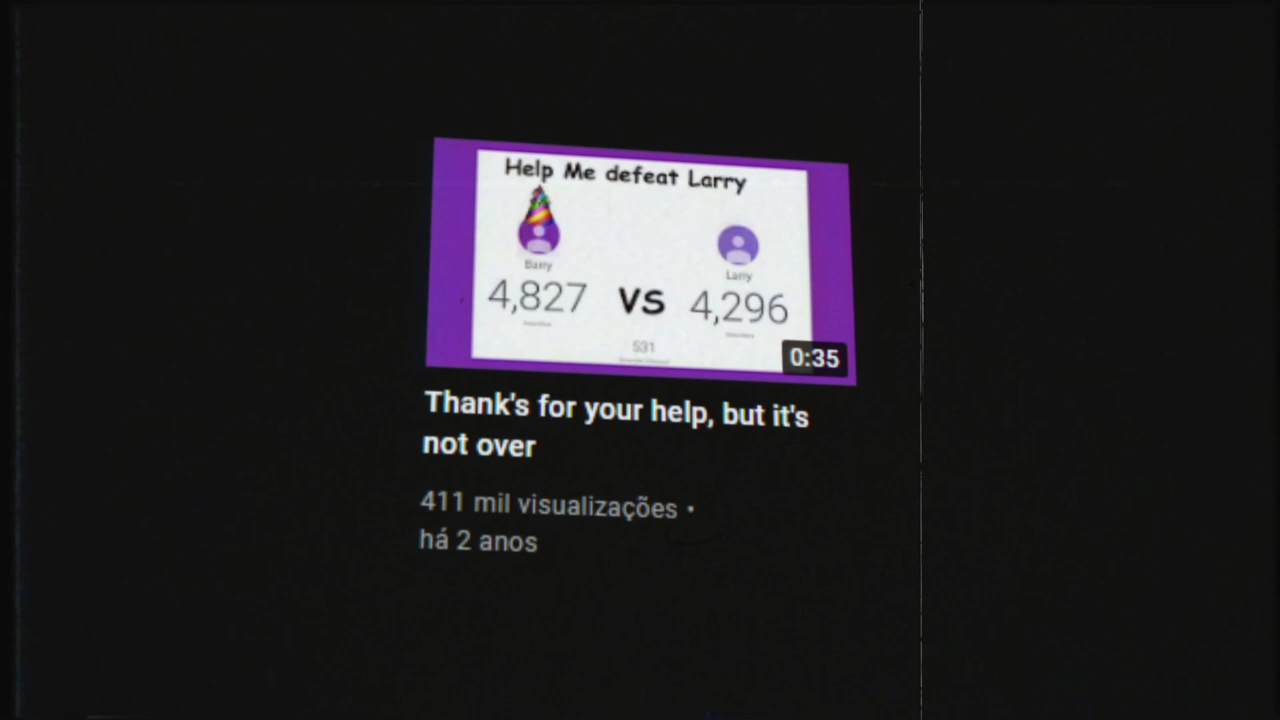 Help Me defeat Larry
Barry
Larry
4,827
VS
4,296
531
0:35
Thank's for your help, but it's
not over
411 mil visualizações •
há 2 anos